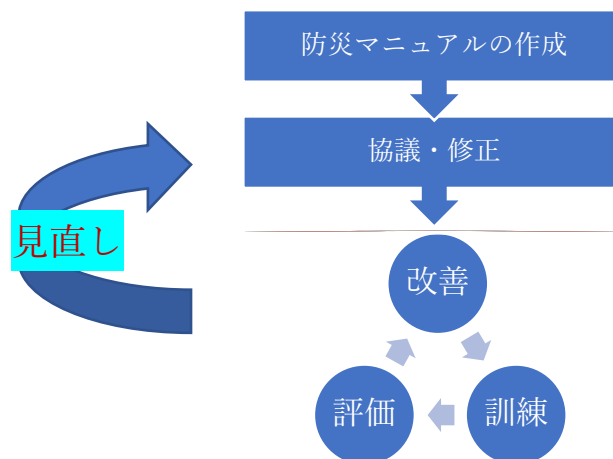 防災マニュアルの作成
協議・修正
見直し
改善
評価
訓練